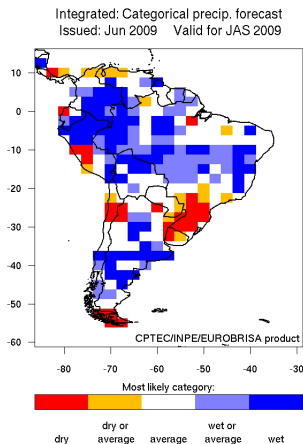 Integrated: Categorical precip. forecast
Issued: Jun 2009 Valid for JAS 2009
10
0
-10
-20
-30
-40
-50
-60
CPTEC/INPE/EUROBRISA product
-80 -70 -60 -50 -40 -30
Most likely category:
dry
dry or
average
average
wet or
average
wet